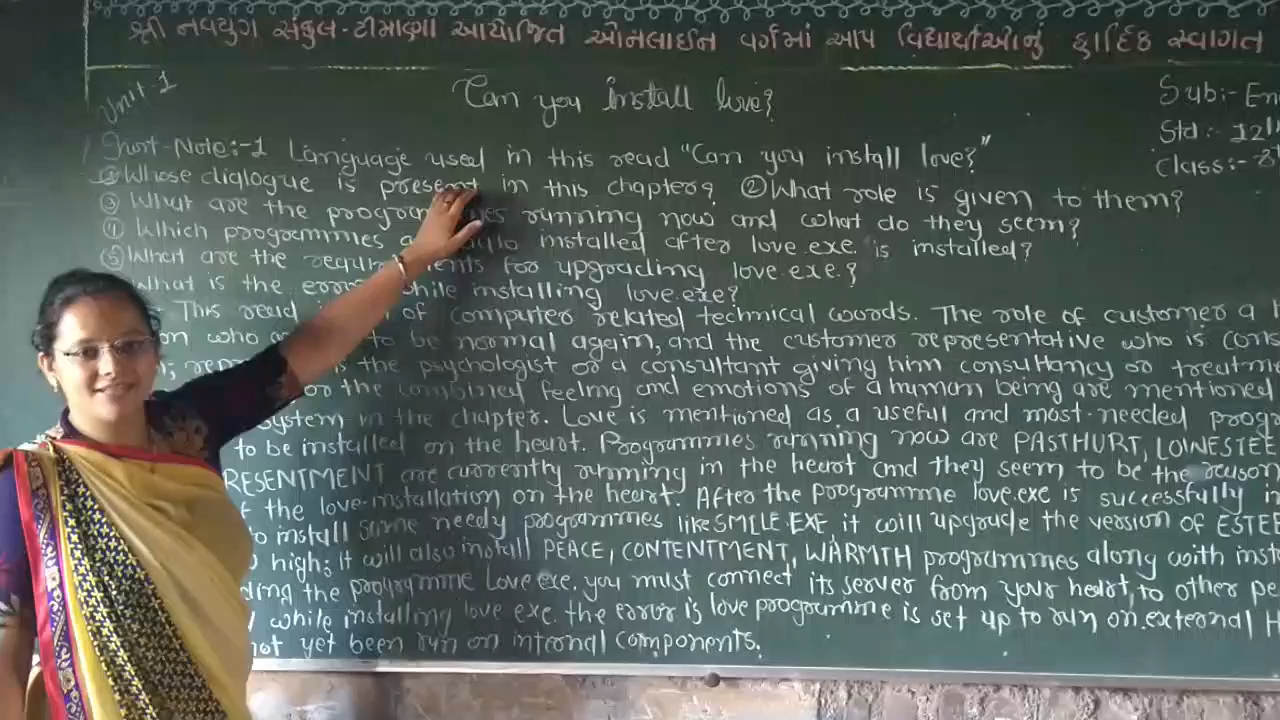 શ્રી નવયુગ સંકુલ-ટીમાણા આયોજિત ઓનલાઈન વર્ગમાં આપ વિદ્યાર્થીઓનું હાર્દિક સ્વાગત
Unit-1
Can you install love?
Sub:- En
Std:- 12
Class:-
Short-Note:-1 Language used in this read "Can you install love?"
Whose dialogue is present in this chapter? ② What role is given to them?
③ What are the programmes running now and what do they seem?
④ Which programmes installed after love exe is installed?
⑤ What are the requirements for upgrading love exe.?
What is the error while installing love.exe?
This read of computer related technical words. The role of customer a
who to be normal again, and the customer representative who is cons
the psychologist or a consultant giving him consultancy or treatme
or the combined feeling and emotions of a human being are mentioned
system in the chapter. Love is mentioned as a useful and most-needed progr
to be installed on the heart. Programmes running now are PASTHURT, LOWESTEE
RESENTMENT are currently running in the heart and they seem to be the reason
the love-installation on the heart. After the programme love.exe is successfully in
to install some needy programmes like SMILE.EXE, it will upgrade the version of ESTEE
high; it will also install PEACE, CONTENTMENT, WARMTH programmes along with inst
ding the programme Love exe, you must connect its server from your heart, to other pe
while installing love exe. the error is love programme is set up to run on external H
not yet been run on internal components.